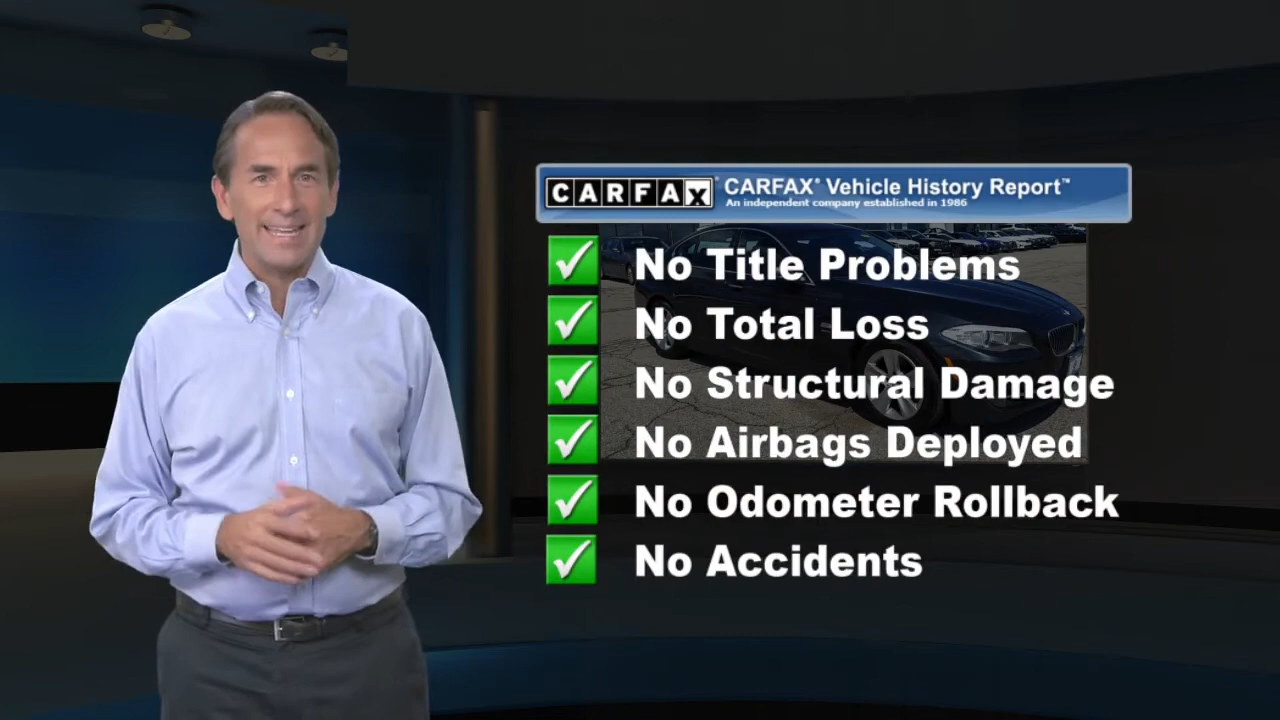 CARFAX® CARFAX® Vehicle History Report™
An independent company established in 1986
No Title Problems
No Total Loss
No Structural Damage
No Airbags Deployed
No Odometer Rollback
No Accidents